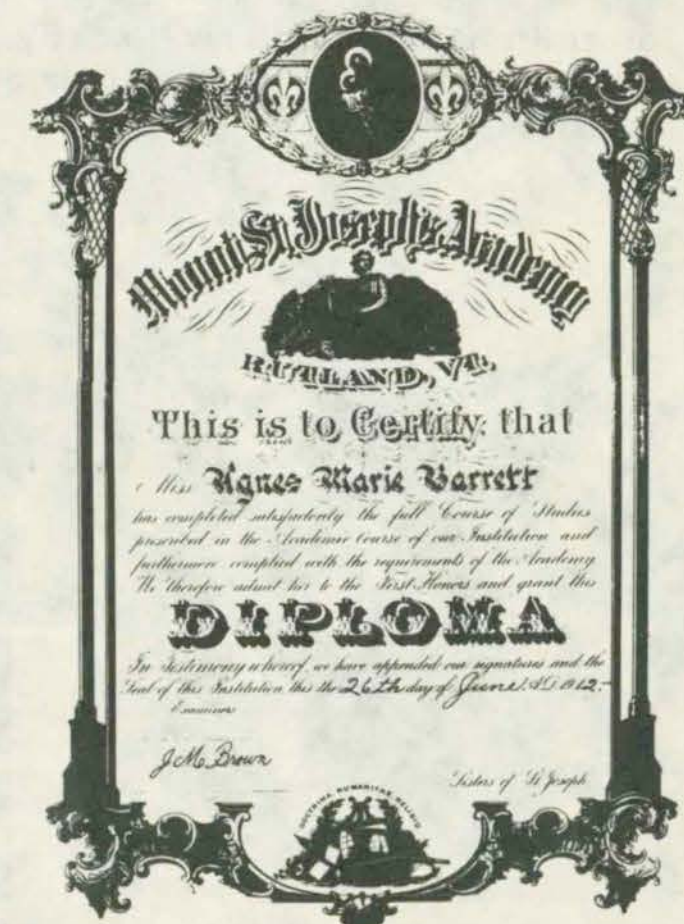 Mount St. Joseph's Academy
RUTLAND, VT.
This is to Certify: that
Miss Agnes Marie Barrett
has completed satisfactorily the full Course of Studies
prescribed in the Academic Course of our Institution and
furthermore complied with the requirements of the Academy
We therefore admit her to the First Honors and grant this
DIPLOMA
In Testimony whereof, we have appended our signatures and the
Seal of this Institution this the 26th day of June. A.D. 1912.
Examiner
J.M. Brown
Sisters of St. Joseph
DOCTRINA HUMANITAS RELIGIO